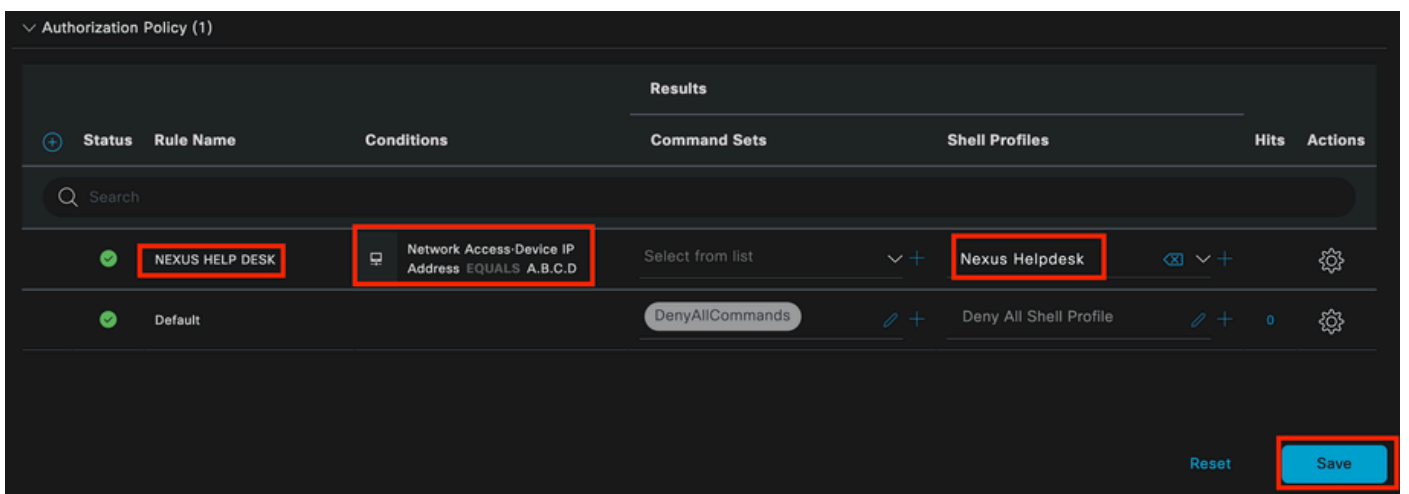 Authorization Policy (1)
Results
Status Rule Name Conditions Command Sets Shell Profiles Hits Actions
Search
NEXUS HELP DESK
Network Access·Device IP
Address EQUALS A.B.C.D
Select from list
Nexus Helpdesk
Default
DenyAllCommands
Deny All Shell Profile
0
Reset
Save